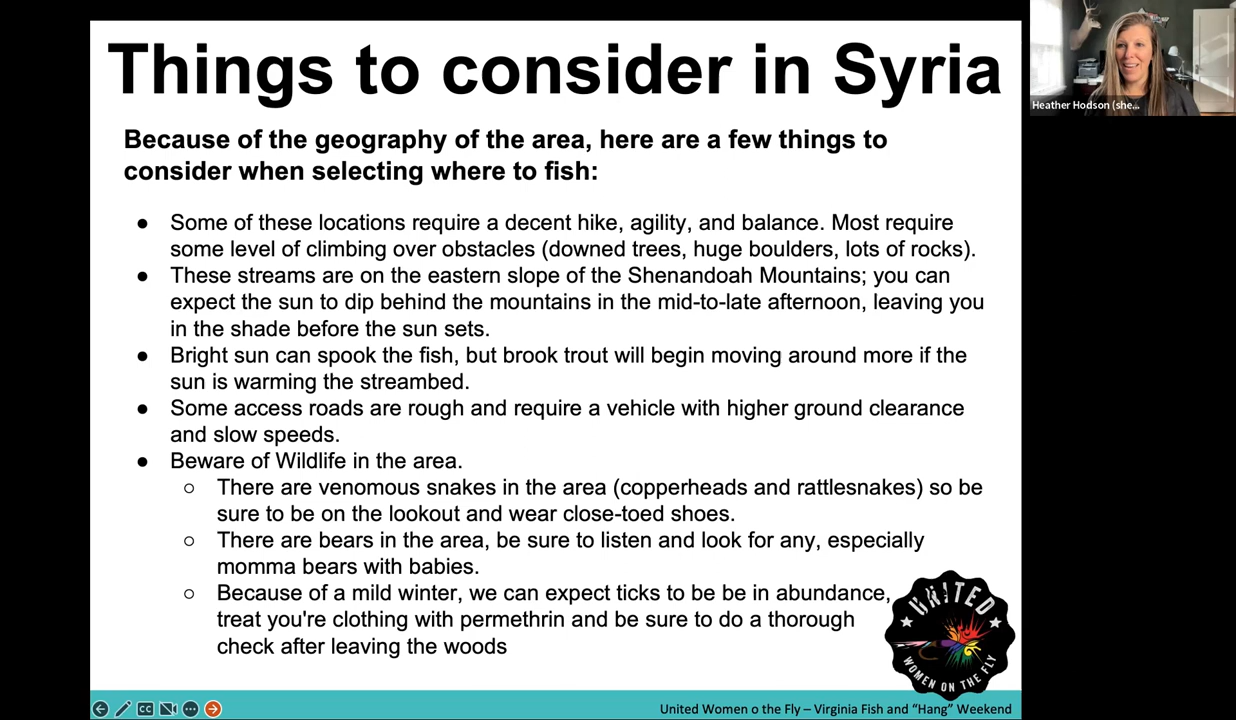 Things to consider in Syria
Because of the geography of the area, here are a few things to
consider when selecting where to fish:
● Some of these locations require a decent hike, agility, and balance. Most require
some level of climbing over obstacles (downed trees, huge boulders, lots of rocks).
● These streams are on the eastern slope of the Shenandoah Mountains; you can
expect the sun to dip behind the mountains in the mid-to-late afternoon, leaving you
in the shade before the sun sets.
● Bright sun can spook the fish, but brook trout will begin moving around more if the
sun is warming the streambed.
● Some access roads are rough and require a vehicle with higher ground clearance
and slow speeds.
● Beware of Wildlife in the area.
○ There are venomous snakes in the area (copperheads and rattlesnakes) so be
sure to be on the lookout and wear close-toed shoes.
○ There are bears in the area, be sure to listen and look for any, especially
momma bears with babies.
○ Because of a mild winter, we can expect ticks to be be in abundance,
treat you're clothing with permethrin and be sure to do a thorough
check after leaving the woods
UNITED
WOMEN ON THE FLY
CC
United Women o the Fly – Virginia Fish and “Hang” Weekend
Heather Hodson (she...